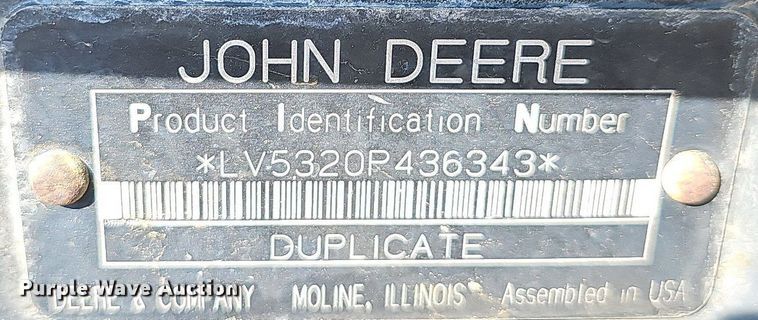 JOHN DEERE
Product Identification Number
*LV5320P436343*
DUPLICATE
DEERE & COMPANY MOLINE, ILLINOIS Assembled in USA
Purple Wave Auction